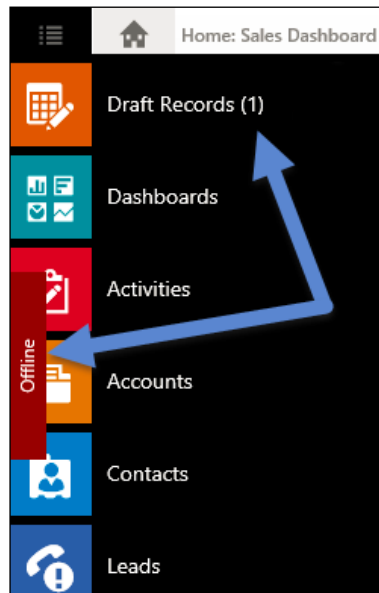 Home: Sales Dashboard
Draft Records (1)
Dashboards
Activities
Offline
Accounts
Contacts
Leads